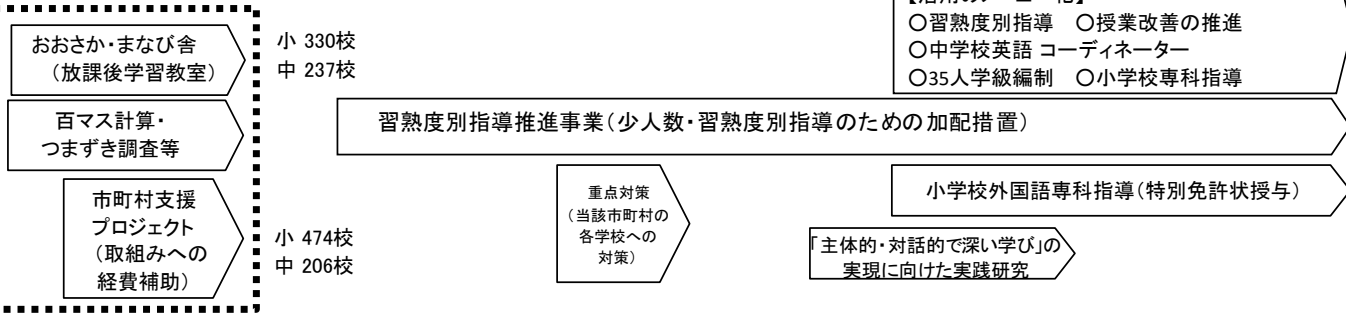 ○習熟度別指導　○授業改善の推進
○中学校英語 コーディネーター
○35人学級編制　○小学校専科指導
おおさか・まなび舎
（放課後学習教室）
小 330校
中 237校
百マス計算・
つまずき調査等
習熟度別指導推進事業（少人数・習熟度別指導のための加配措置）
市町村支援
プロジェクト
（取組みへの
経費補助）
小 474校
中 206校
重点対策
（当該市町村の
各学校への
対策）
小学校外国語専科指導（特別免許状授与）
「主体的・対話的で深い学び」の
実現に向けた実践研究